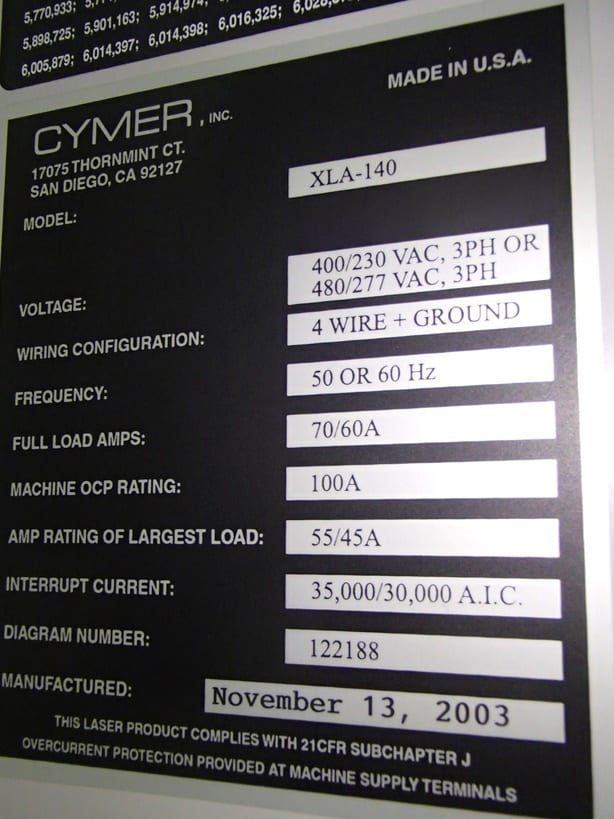 5,770,933;
5,898,725; 5,901,163; 5,914,974;
6,005,879; 6,014,397; 6,014,398; 6,016,325;
MADE IN U.S.A.
CYMER, INC.
17075 THORNMINT CT.
SAN DIEGO, CA 92127
MODEL: XLA-140
VOLTAGE: 400/230 VAC, 3PH OR
480/277 VAC, 3PH
WIRING CONFIGURATION: 4 WIRE + GROUND
FREQUENCY: 50 OR 60 Hz
FULL LOAD AMPS: 70/60A
MACHINE OCP RATING: 100A
AMP RATING OF LARGEST LOAD: 55/45A
INTERRUPT CURRENT: 35,000/30,000 A.I.C.
DIAGRAM NUMBER: 122188
MANUFACTURED: November 13, 2003
THIS LASER PRODUCT COMPLIES WITH 21CFR SUBCHAPTER J
OVERCURRENT PROTECTION PROVIDED AT MACHINE SUPPLY TERMINALS